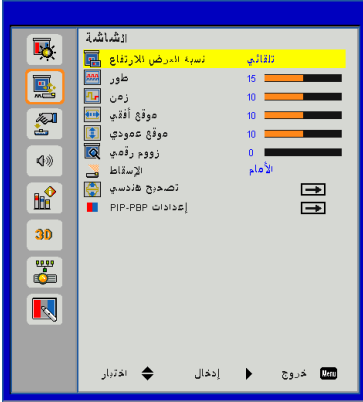 الشاشة
نسبه العرض للارتفاع تلقائي
طور 15
زمن 10
موقع أفقي 10
موقع عمودي 10
زووم رقمي 0
الإسقاط الأمام
تصحيح هندسي
إعدادات PIP-PBP
3D
اختيار إدخال خروج Menu